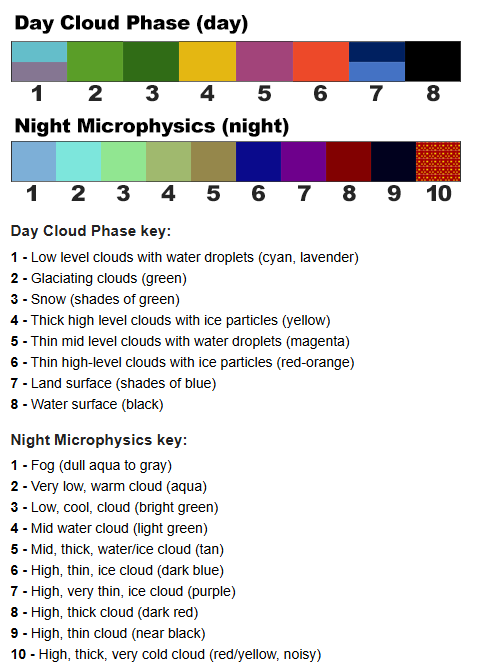 Day Cloud Phase (day)
1 2 3 4 5 6 7 8
Night Microphysics (night)
1 2 3 4 5 6 7 8 9 10
Day Cloud Phase key:
1 - Low level clouds with water droplets (cyan, lavender)
2 - Glaciating clouds (green)
3 - Snow (shades of green)
4 - Thick high level clouds with ice particles (yellow)
5 - Thin mid level clouds with water droplets (magenta)
6 - Thin high-level clouds with ice particles (red-orange)
7 - Land surface (shades of blue)
8 - Water surface (black)
Night Microphysics key:
1 - Fog (dull aqua to gray)
2 - Very low, warm cloud (aqua)
3 - Low, cool, cloud (bright green)
4 - Mid water cloud (light green)
5 - Mid, thick, water/ice cloud (tan)
6 - High, thin, ice cloud (dark blue)
7 - High, very thin, ice cloud (purple)
8 - High, thick cloud (dark red)
9 - High, thin cloud (near black)
10 - High, thick, very cold cloud (red/yellow, noisy)